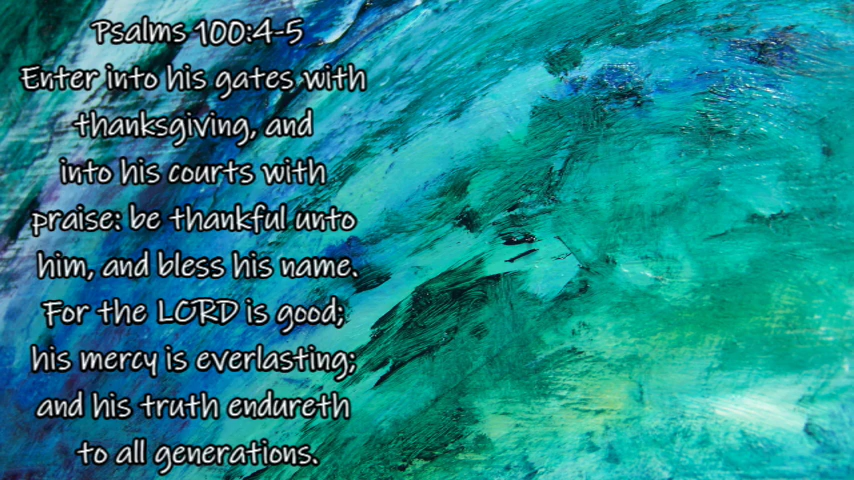 Psalms 100:4-5
Enter into his gates with
thanksgiving, and
into his courts with
praise: be thankful unto
him, and bless his name.
For the LORD is good;
his mercy is everlasting;
and his truth endureth
to all generations.